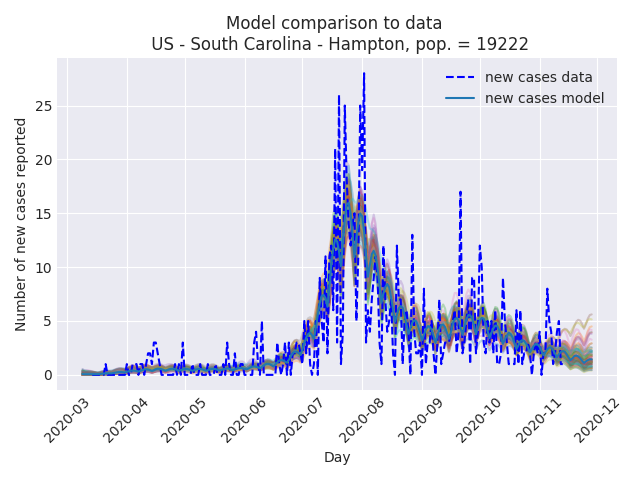 Model comparison to data
US - South Carolina - Hampton, pop. = 19222
new cases data
new cases model
Number of new cases reported
25
20
15
10
5
0
2020-03
2020-04
2020-05
2020-06
2020-07
2020-08
2020-09
2020-10
2020-11
2020-12
Day